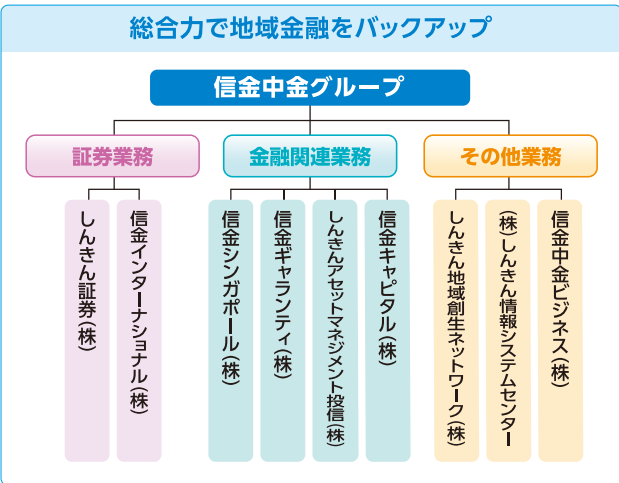 総合力で地域金融をバックアップ
信金中金グループ
証券業務
金融関連業務
その他業務
しんきん証券(株)
信金インターナショナル(株)
信金シンガポール(株)
信金ギャランティ(株)
しんきんアセットマネジメント投信(株)
信金キャピタル(株)
しんきん地域創生ネットワーク(株)
(株)しんきん情報システムセンター
信金中金ビジネス(株)